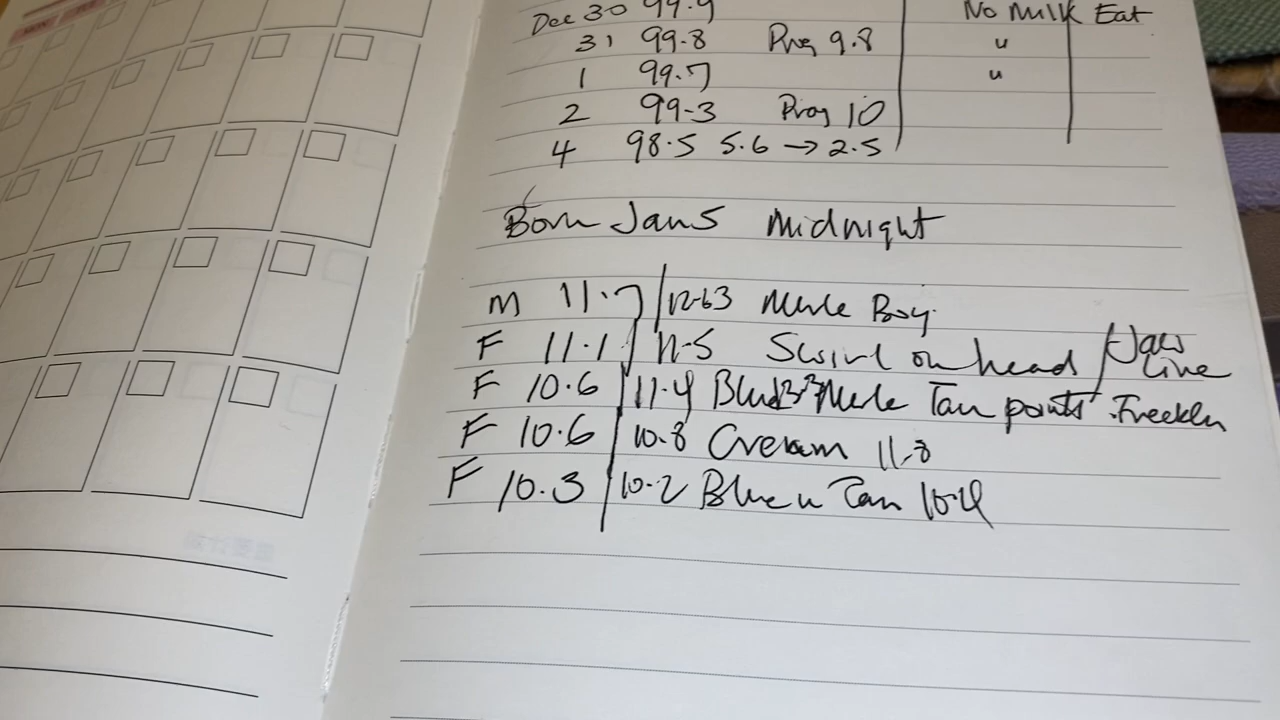 Dec 30 99.9 No Milk Eat
31 99.8 Prog 9.8 "
1 99.7 "
2 99-3 Prog 10
4 98.5 5.6 → 2.5
Born Jan 5 Midnight
M 11.7 / 12-63 Merle Boy.
F 11.1 / 11-5 Swirl on head / Jaw Line
F 10.6 / 11.4 Merle Tan points. Freckles
F 10.6 / 10.8 Cream 11-8
F 10.3 / 10-2 Blue n Tan 10-4